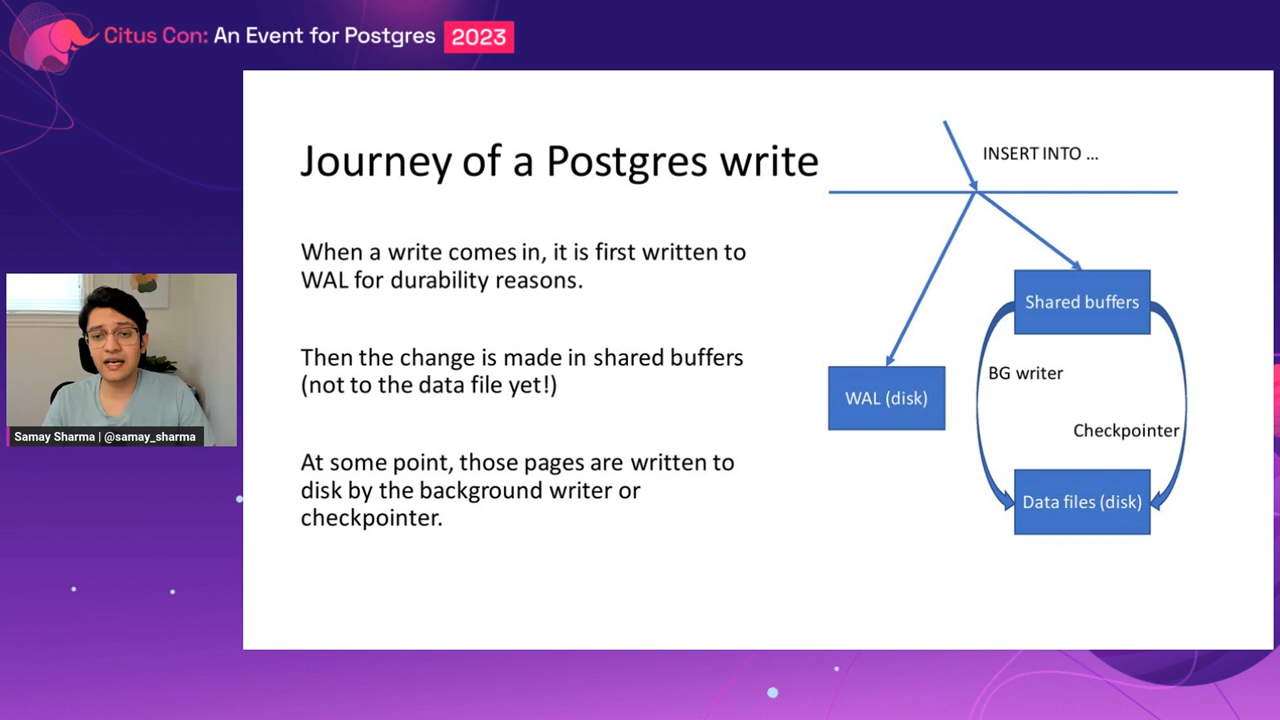 Citus Con: An Event for Postgres 2023
Journey of a Postgres write
When a write comes in, it is first written to
WAL for durability reasons.
Then the change is made in shared buffers
(not to the data file yet!)
At some point, those pages are written to
disk by the background writer or
checkpointer.
INSERT INTO ...
Shared buffers
BG writer
WAL (disk)
Checkpointer
Data files (disk)
Samay Sharma | @samay_sharma